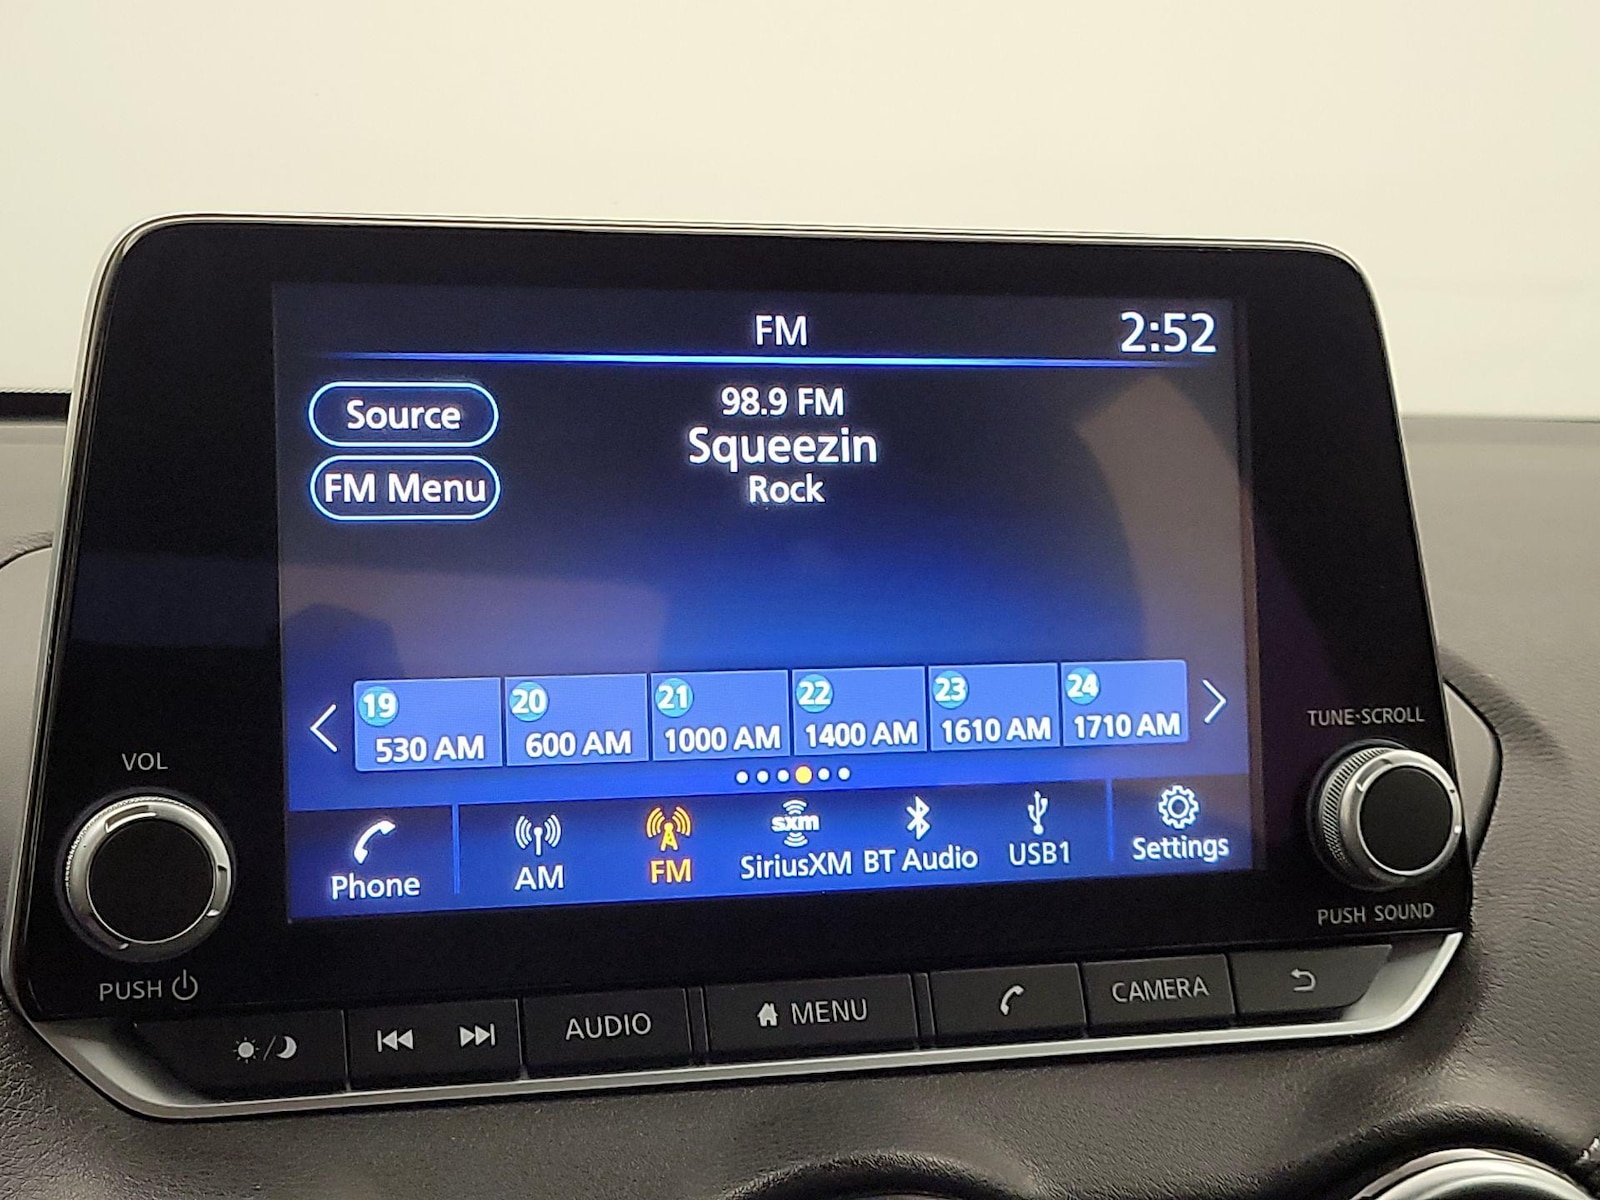 FM 2:52
Source
98.9 FM
Squeezin
FM Menu
Rock
19 20 21 22 23 24
530 AM 600 AM 1000 AM 1400 AM 1610 AM 1710 AM
Phone AM FM sxm SiriusXM BT Audio USB1 Settings
VOL
PUSH
TUNE·SCROLL
PUSH SOUND
AUDIO MENU CAMERA